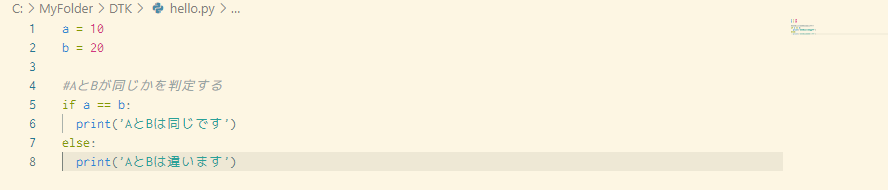 C: > MyFolder > DTK > hello.py > ...
1 a = 10
2 b = 20
3
4 #AとBが同じかを判定する
5 if a == b:
6 print('AとBは同じです')
7 else:
8 print('AとBは違います')